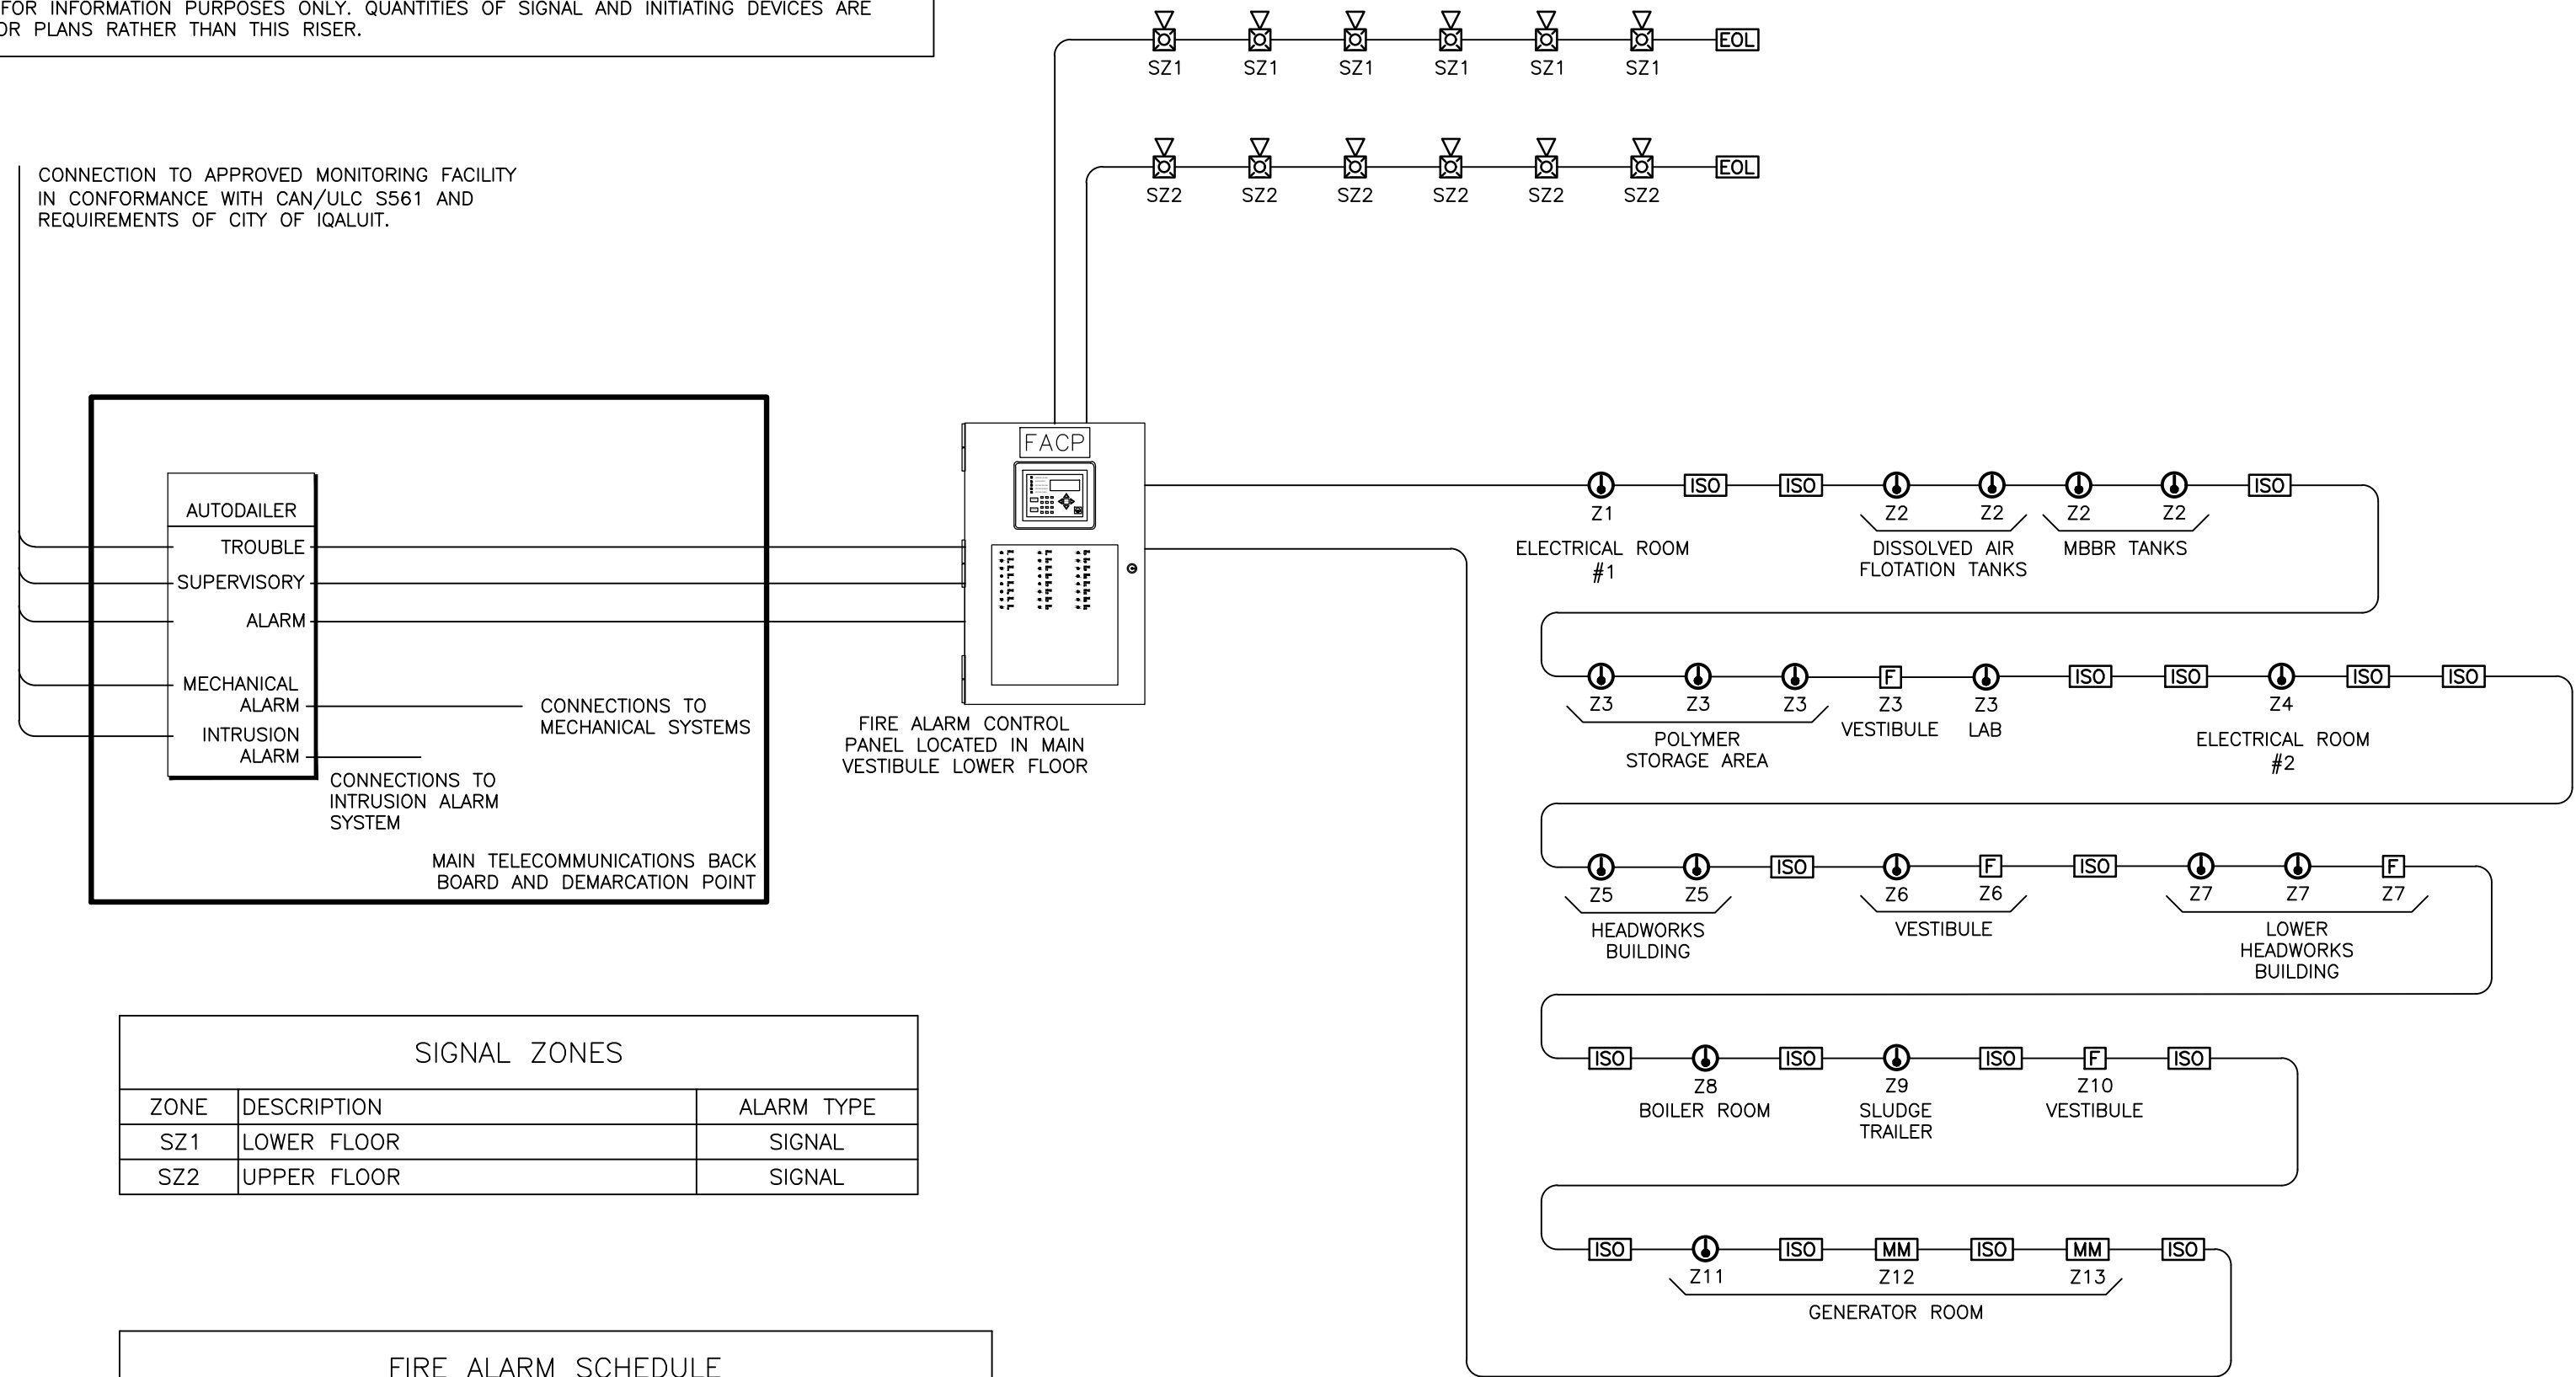 FOR INFORMATION PURPOSES ONLY. QUANTITIES OF SIGNAL AND INITIATING DEVICES ARE
OR PLANS RATHER THAN THIS RISER.
SZ1 SZ1 SZ1 SZ1 SZ1 SZ1 EOL
SZ2 SZ2 SZ2 SZ2 SZ2 SZ2 EOL
CONNECTION TO APPROVED MONITORING FACILITY
IN CONFORMANCE WITH CAN/ULC S561 AND
REQUIREMENTS OF CITY OF IQALUIT.
AUTODAILER
TROUBLE
SUPERVISORY
ALARM
MECHANICAL
ALARM
INTRUSION
ALARM
CONNECTIONS TO
MECHANICAL SYSTEMS
CONNECTIONS TO
INTRUSION ALARM
SYSTEM
MAIN TELECOMMUNICATIONS BACK
BOARD AND DEMARCATION POINT
FACP
FIRE ALARM CONTROL
PANEL LOCATED IN MAIN
VESTIBULE LOWER FLOOR
ISO ISO ISO
Z1 Z2 Z2 Z2 Z2
ELECTRICAL ROOM
#1
DISSOLVED AIR
FLOTATION TANKS
MBBR TANKS
F ISO ISO ISO ISO
Z3 Z3 Z3 Z3 Z3 Z4
POLYMER
STORAGE AREA
VESTIBULE
LAB
ELECTRICAL ROOM
#2
ISO F ISO F
Z5 Z5 Z6 Z6 Z7 Z7 Z7
HEADWORKS
BUILDING
VESTIBULE
LOWER
HEADWORKS
BUILDING
ISO ISO ISO F ISO
Z8 Z9 Z10
BOILER ROOM
SLUDGE
TRAILER
VESTIBULE
ISO ISO MM ISO MM ISO
Z11 Z12 Z13
GENERATOR ROOM
SIGNAL ZONES
ZONE DESCRIPTION ALARM TYPE
SZ1 LOWER FLOOR SIGNAL
SZ2 UPPER FLOOR SIGNAL
FIRE ALARM SCHEDULE